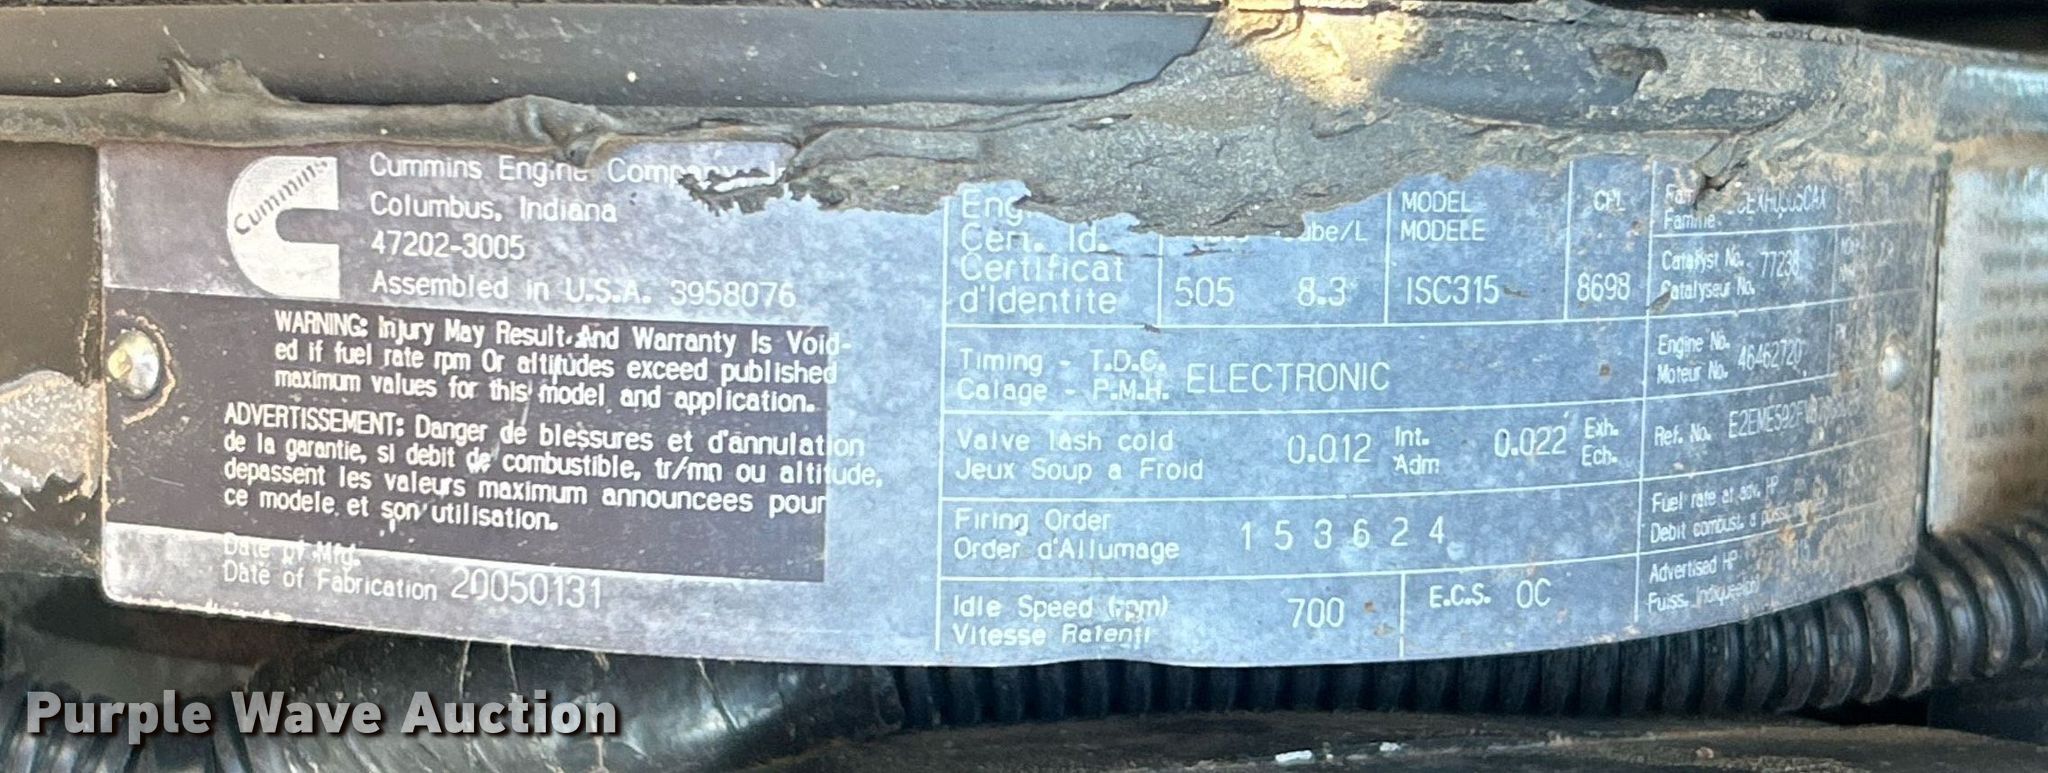 Cummins
Cummins Engine Company
Columbus, Indiana
47202-3005
Assembled in U.S.A. 3958076
WARNING: Injury May Result And Warranty Is Void-
ed if fuel rate rpm Or altitudes exceed published
maximum values for this model and application.
ADVERTISSEMENT: Danger de blessures et d'annulation
de la garantie, si debit de combustible, tr/mn ou altitude,
depassent les valeurs maximum announcees pour
ce modele et son utilisation.
Date of Mfg.
Date of Fabrication 20050131
Cert. Id.
Certificat
d'Identite
505 8.3
MODEL
MODELE
ISC315
CPL
8698
Famille
Catalyst No.
Catalyseur No.
Timing - T.D.C.
Calage - P.M.H. ELECTRONIC
Engine No.
Moteur No. 46462720
Valve lash cold
Jeux Soup a Froid
0.012 Int.
Adm
0.022 Exh.
Ech.
Ref. No.
Firing Order
Order d'Allumage
1 5 3 6 2 4
Fuel rate at adv. HP
Debit combust. a
Idle Speed (rpm)
Vitesse Ralenti
700
E.C.S. OC
Advertised HP
Purple Wave Auction